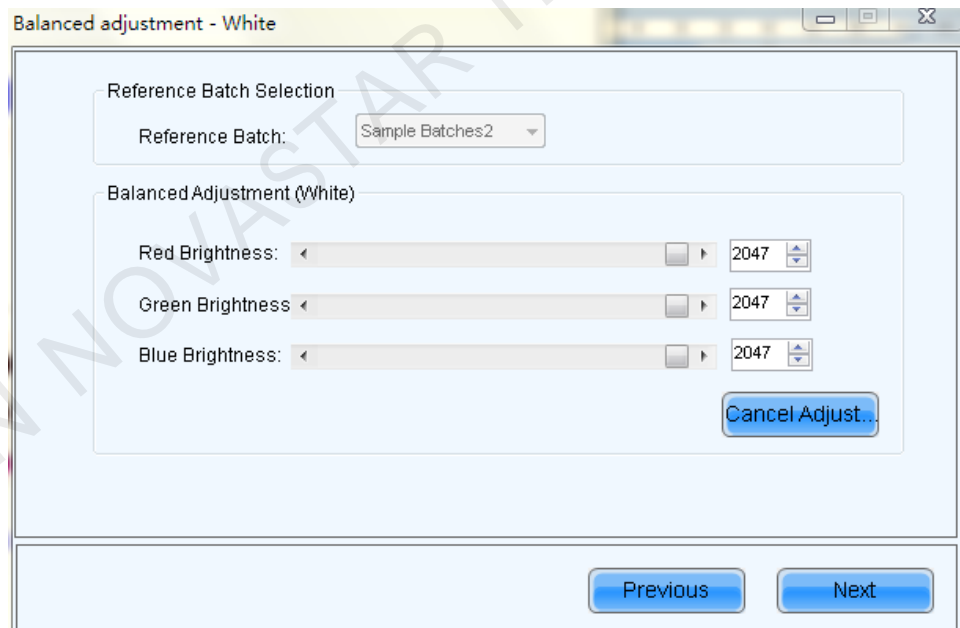 Balanced adjustment - White
Reference Batch Selection
Reference Batch:
Sample Batches2
Balanced Adjustment (White)
Red Brightness:
2047
Green Brightness
2047
Blue Brightness:
2047
Cancel Adjust...
Previous
Next
NOVASTAR